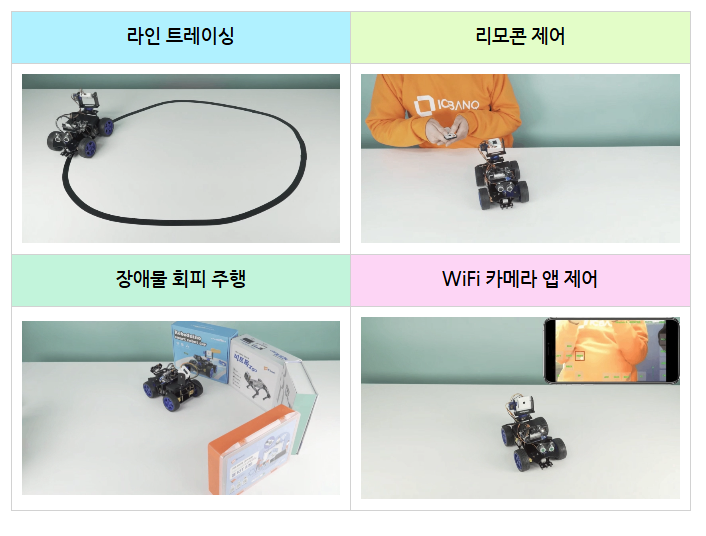 라인 트레이싱
리모콘 제어
ICBANQ
장애물 회피 주행
WiFi 카메라 앱 제어